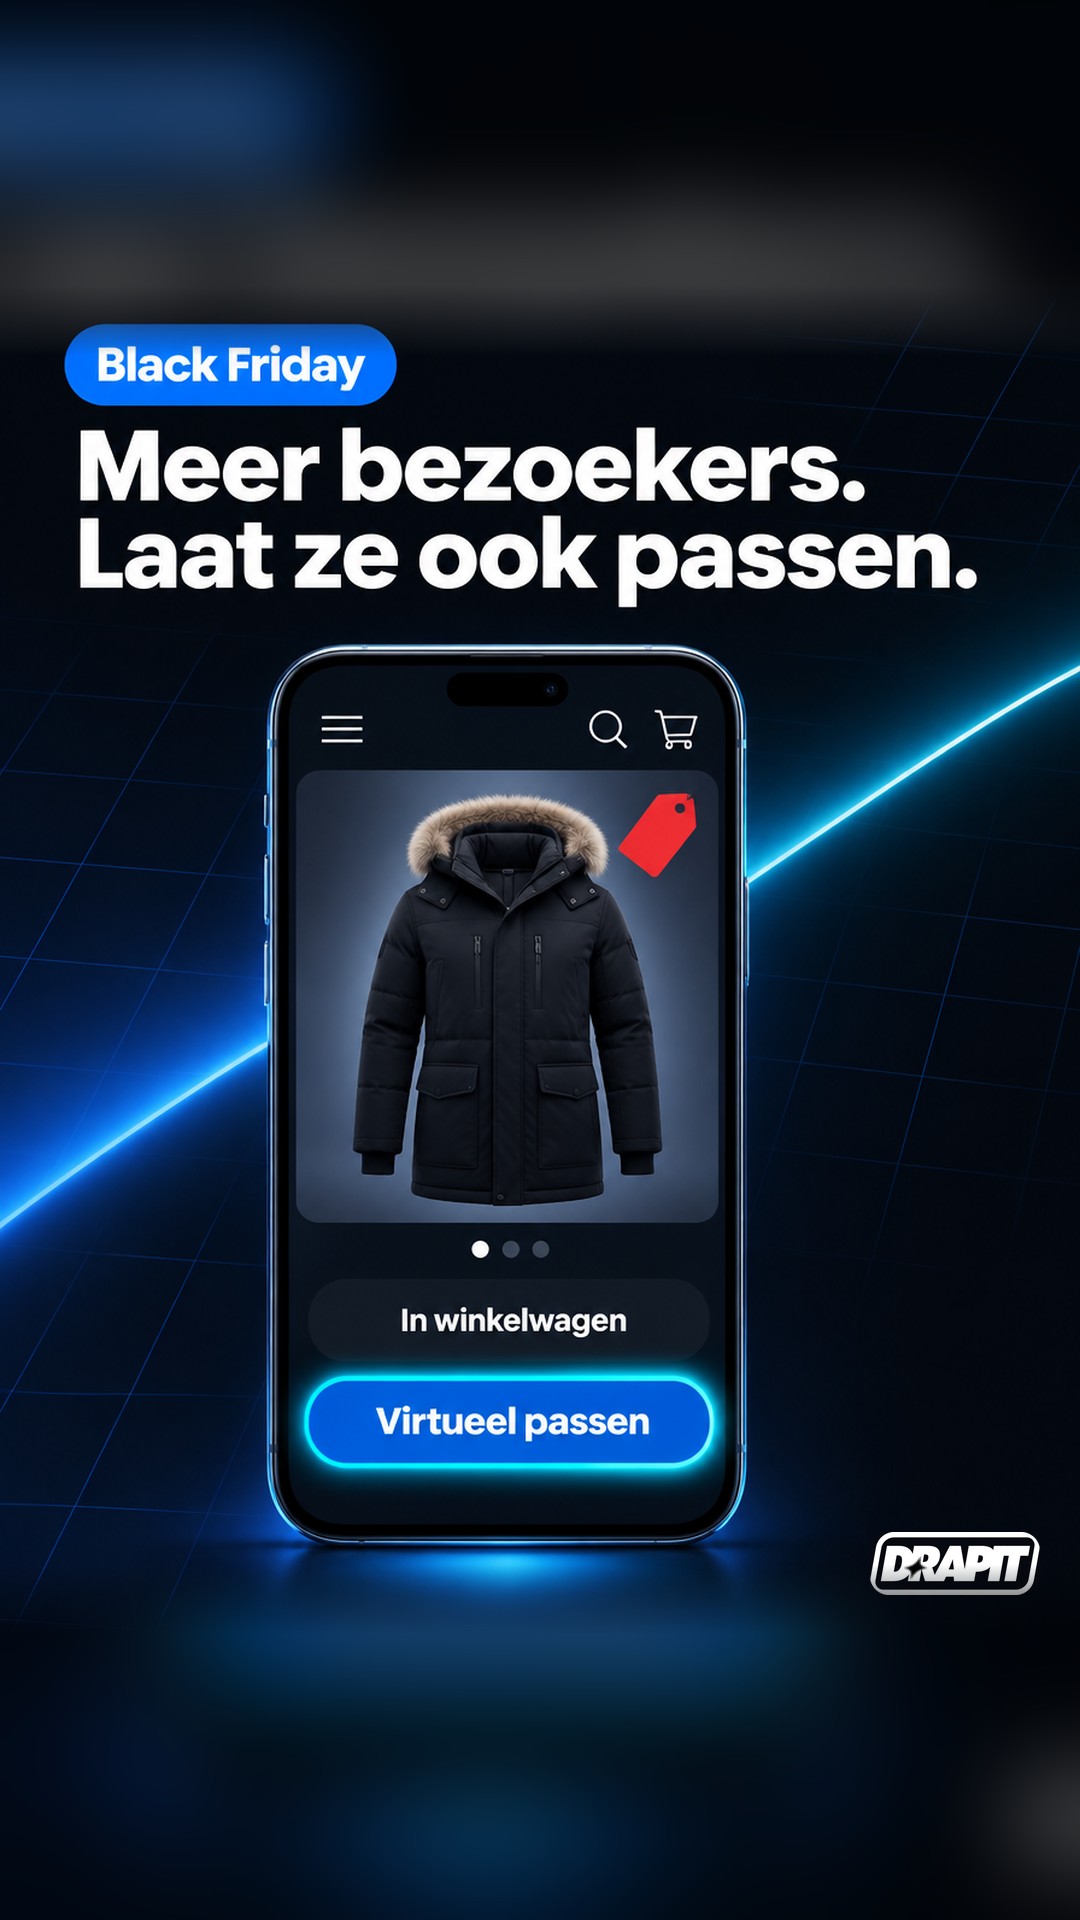 Black Friday
Meer bezoekers.
Laat ze ook passen.
In winkelwagen
Virtueel passen
DRAPIT